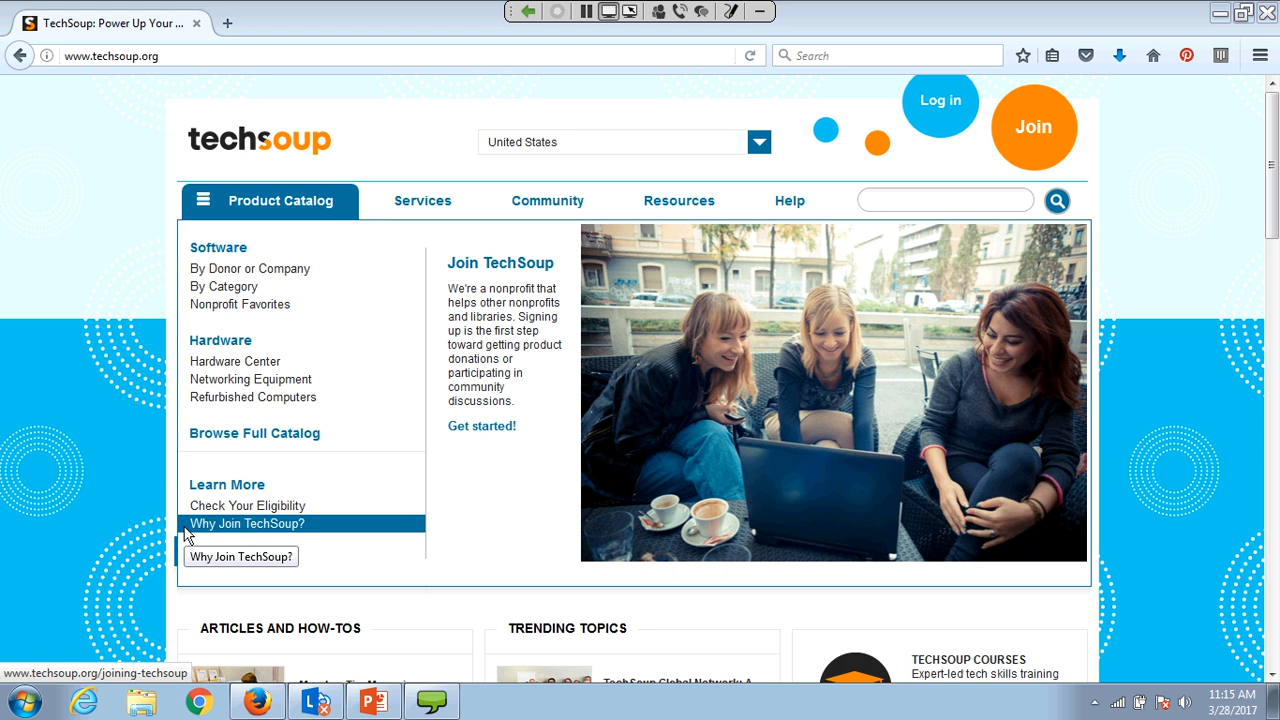 TechSoup: Power Up Your ...
www.techsoup.org
Search
Log in
Join
techsoup
United States
Product Catalog
Services
Community
Resources
Help
Software
By Donor or Company
By Category
Nonprofit Favorites
Hardware
Hardware Center
Networking Equipment
Refurbished Computers
Browse Full Catalog
Learn More
Check Your Eligibility
Why Join TechSoup?
Why Join TechSoup?
Join TechSoup
We're a nonprofit that
helps other nonprofits
and libraries. Signing
up is the first step
toward getting product
donations or
participating in
community
discussions.
Get started!
ARTICLES AND HOW-TOS
TRENDING TOPICS
TechSoup Global Network: A
TECHSOUP COURSES
Expert-led tech skills training
www.techsoup.org/joining-techsoup
11:15 AM
3/28/2017